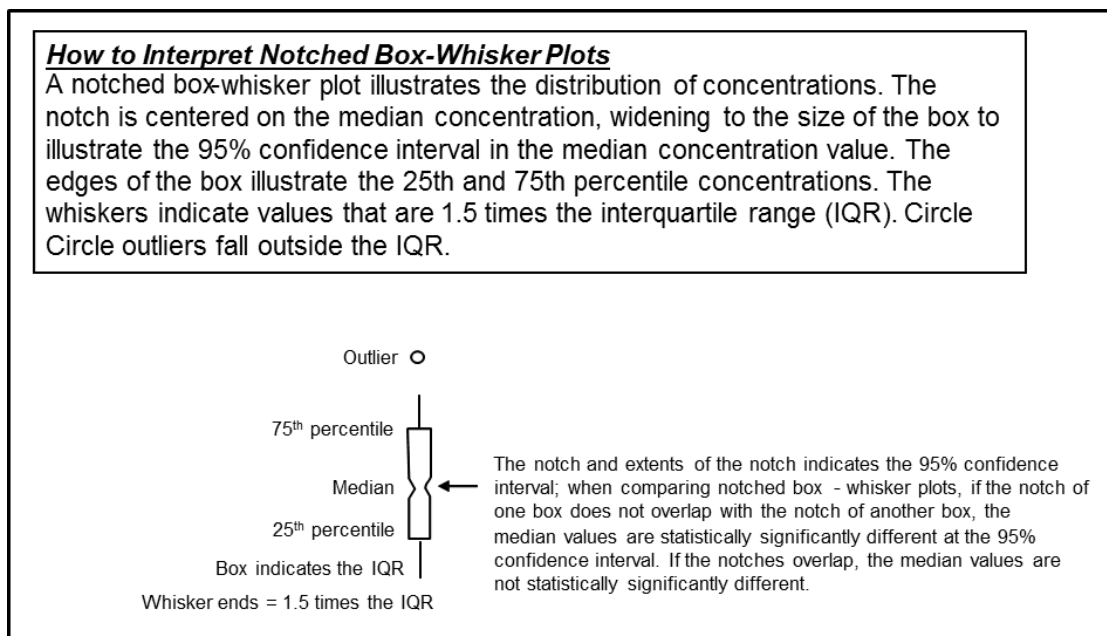 How to Interpret Notched Box-Whisker Plots
A notched box-whisker plot illustrates the distribution of concentrations. The
notch is centered on the median concentration, widening to the size of the box to
illustrate the 95% confidence interval in the median concentration value. The
edges of the box illustrate the 25th and 75th percentile concentrations. The
whiskers indicate values that are 1.5 times the interquartile range (IQR). Circle
Circle outliers fall outside the IQR.
Outlier
75th percentile
Median
25th percentile
Box indicates the IQR
Whisker ends = 1.5 times the IQR
The notch and extents of the notch indicates the 95% confidence
interval; when comparing notched box - whisker plots, if the notch of
one box does not overlap with the notch of another box, the
median values are statistically significantly different at the 95%
confidence interval. If the notches overlap, the median values are
not statistically significantly different.